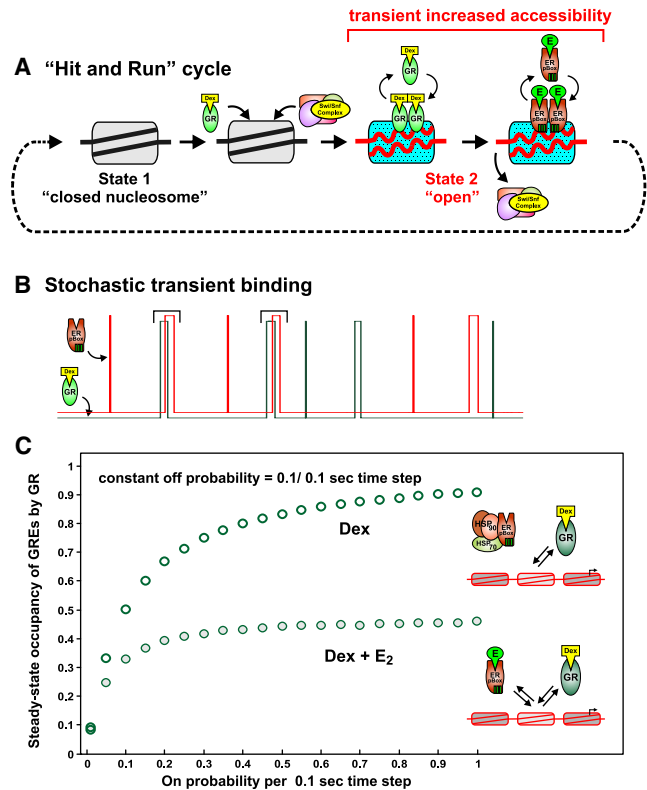 transient increased accessibility
A "Hit and Run" cycle
Dex
GR
Swi/Snf
Complex
Dex
GR
Dex Dex
GR GR
E
ER
pBox
E E
ER ER
pBox pBox
State 1
"closed nucleosome"
State 2
"open"
Swi/Snf
Complex
B Stochastic transient binding
ER
pBox
Dex
GR
C
constant off probability = 0.1/ 0.1 sec time step
Dex
Dex + E2
HSP
90
HSP
70
ER
pBox
Dex
GR
E
ER
pBox
Dex
GR
Steady-state occupancy of GREs by GR
1
0.9
0.8
0.7
0.6
0.5
0.4
0.3
0.2
0.1
0
0 0.1 0.2 0.3 0.4 0.5 0.6 0.7 0.8 0.9 1
On probability per 0.1 sec time step